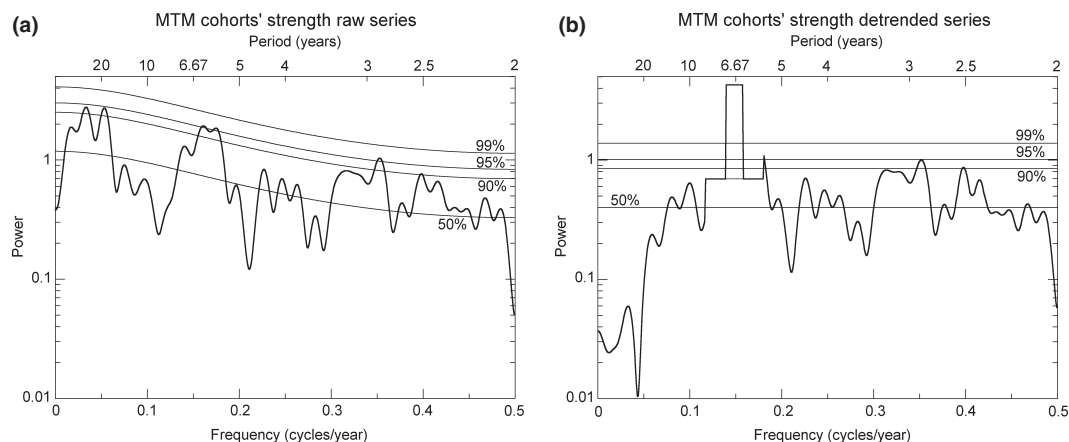 (a)
MTM cohorts' strength raw series
Period (years)
20 10 6.67 5 4 3 2.5 2
Power
1
0.1
0.01
99%
95%
90%
50%
0 0.1 0.2 0.3 0.4 0.5
Frequency (cycles/year)
(b)
MTM cohorts' strength detrended series
Period (years)
20 10 6.67 5 4 3 2.5 2
Power
1
0.1
0.01
99%
95%
90%
50%
0 0.1 0.2 0.3 0.4 0.5
Frequency (cycles/year)